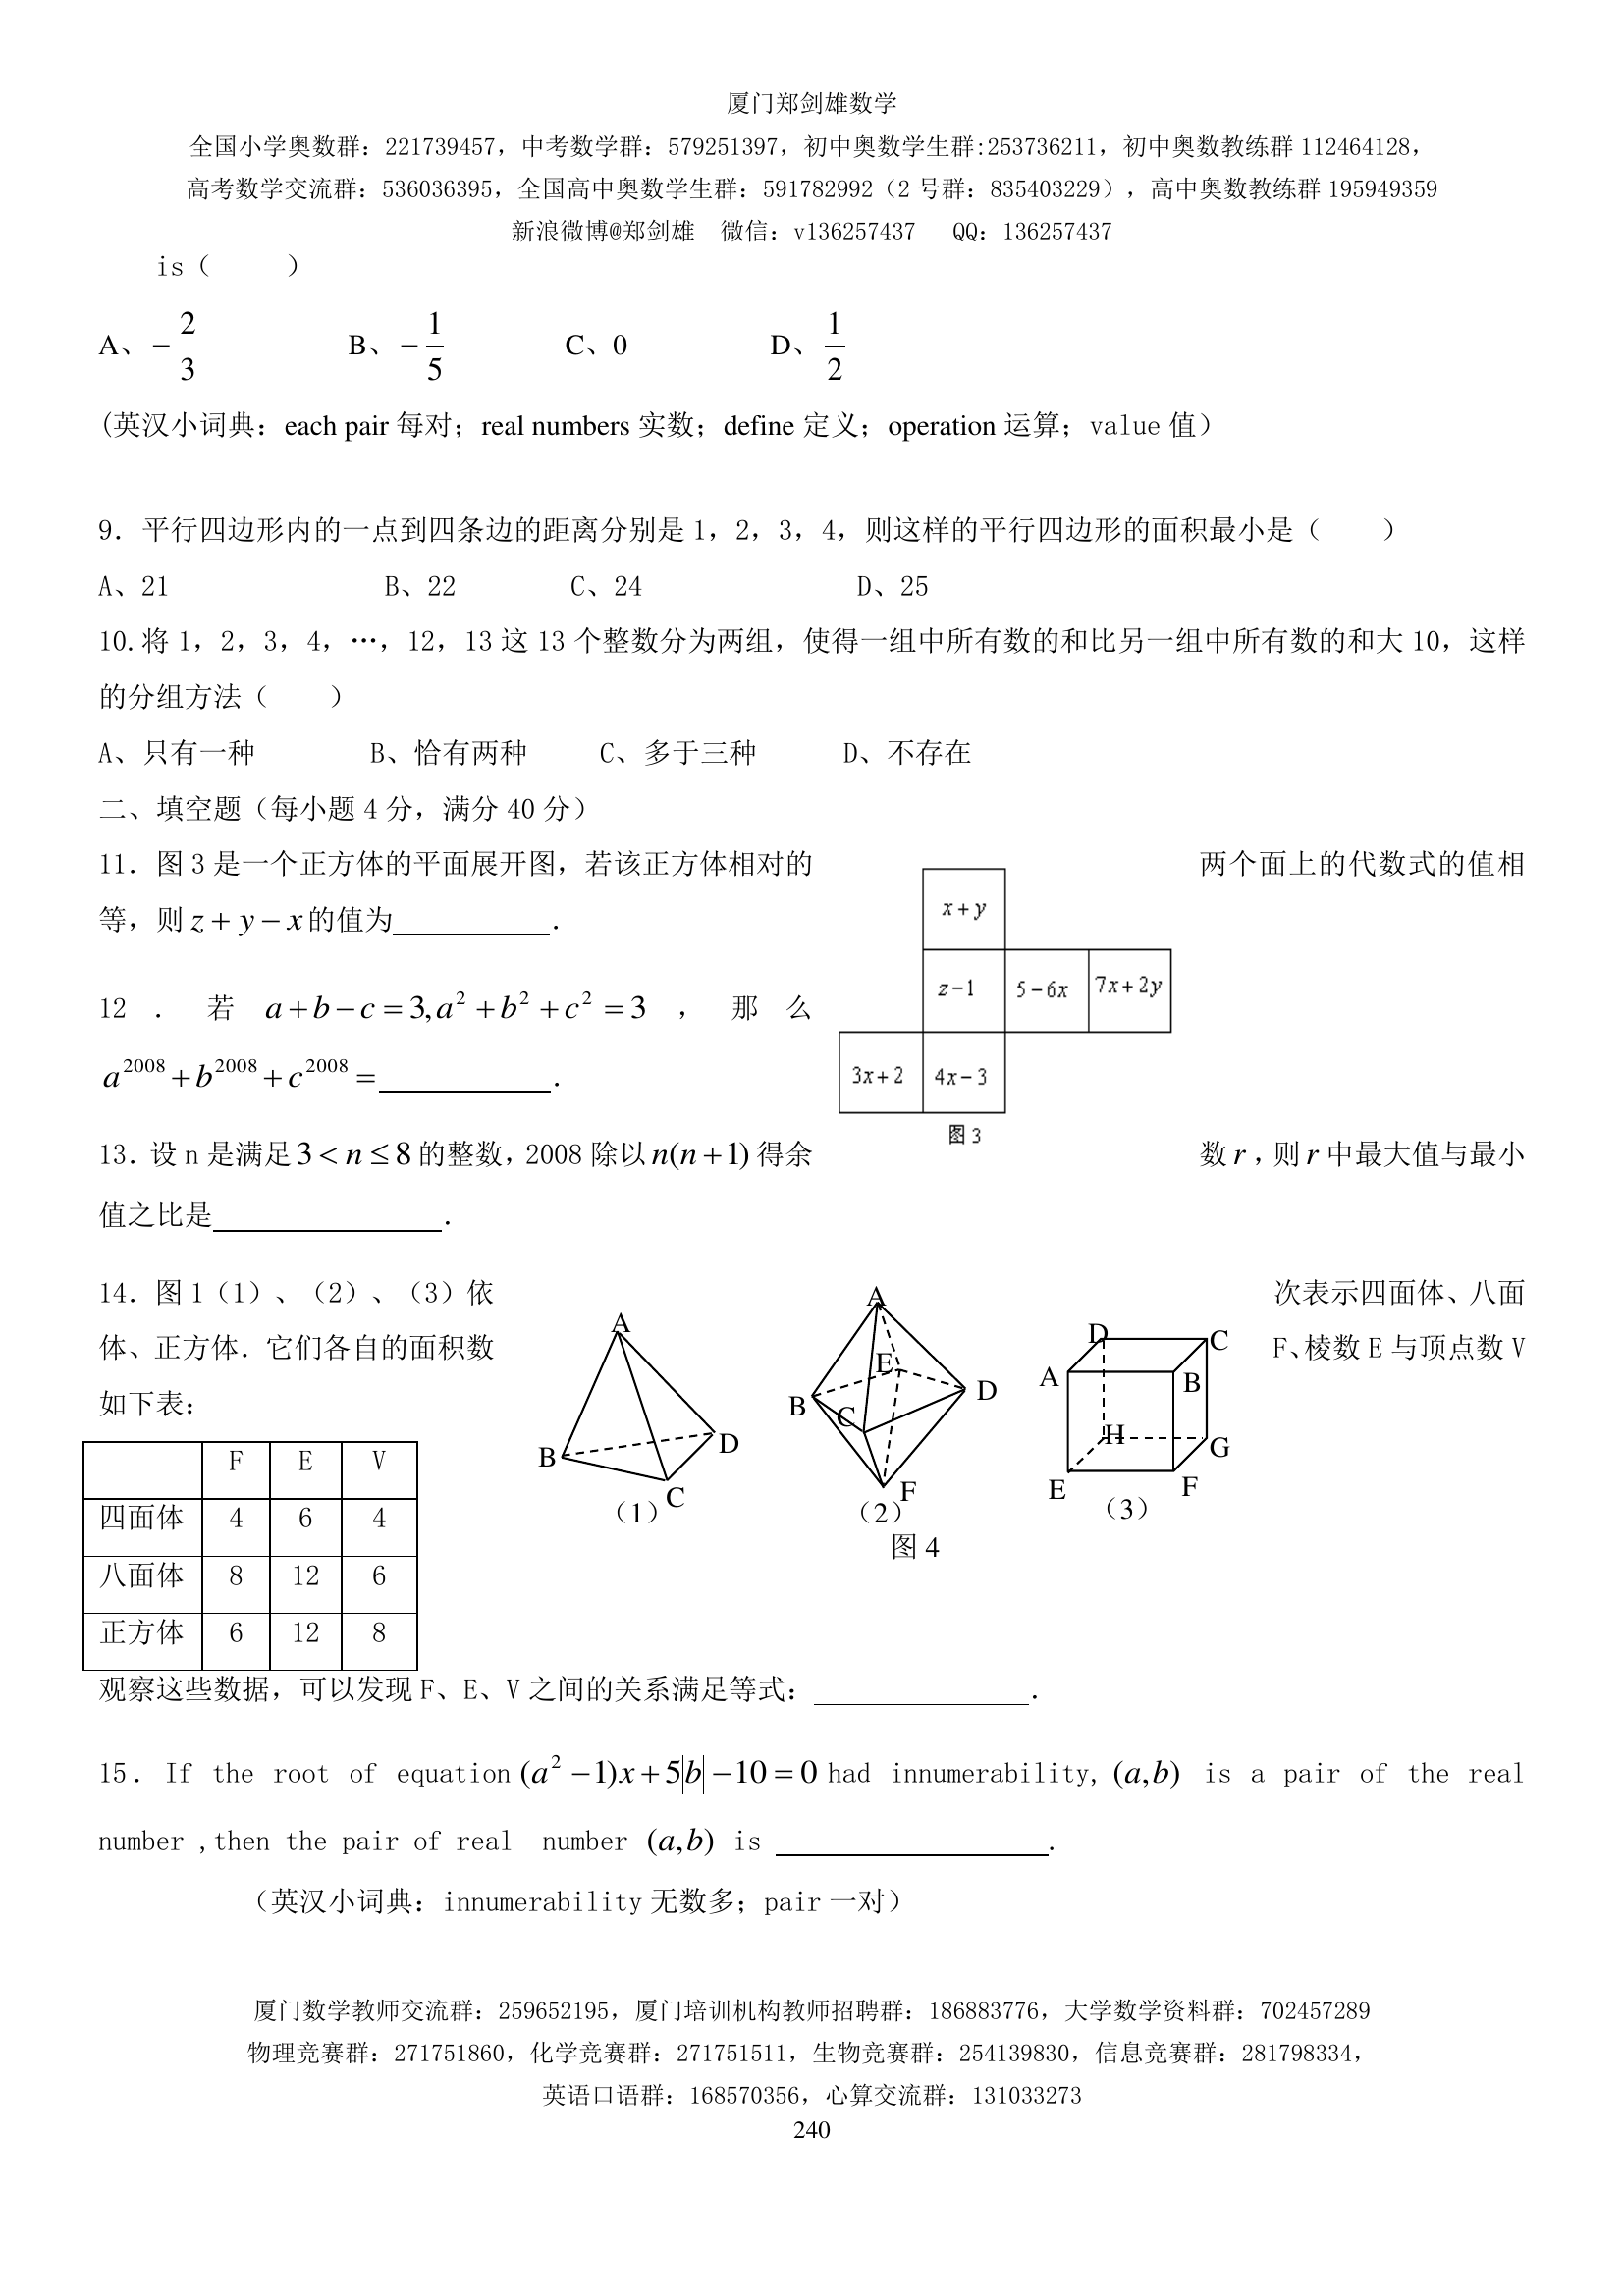 厦门郑剑雄数学
全国小学奥数群：221739457，中考数学群：579251397，初中奥数学生群:253736211，初中奥数教练群 112464128，
高考数学交流群：536036395，全国高中奥数学生群：591782992（2 号群：835403229），高中奥数教练群 195949359
新浪微博@郑剑雄 微信：v136257437 QQ：136257437
is（ ）
A、−2/3 B、−1/5 C、0 D、1/2
(英汉小词典：each pair 每对；real numbers 实数；define 定义；operation 运算；value 值）
9．平行四边形内的一点到四条边的距离分别是 1，2，3，4，则这样的平行四边形的面积最小是（ ）
A、21 B、22 C、24 D、25
10.将 1，2，3，4，…，12，13 这 13 个整数分为两组，使得一组中所有数的和比另一组中所有数的和大 10，这样
的分组方法（ ）
A、只有一种 B、恰有两种 C、多于三种 D、不存在
二、填空题（每小题 4 分，满分 40 分）
11．图 3 是一个正方体的平面展开图，若该正方体相对的两个面上的代数式的值相
等，则 z + y − x 的值为______．
x + y
z − 1 5 − 6x 7x + 2y
3x + 2 4x − 3
图 3
12．若 a + b − c = 3, a² + b² + c² = 3 ，那么
a²⁰⁰⁸ + b²⁰⁰⁸ + c²⁰⁰⁸ = ______．
13．设 n 是满足 3 < n ≤ 8 的整数，2008 除以 n(n + 1) 得余数 r ，则 r 中最大值与最小
值之比是______．
14．图 1（1）、（2）、（3）依次表示四面体、八面
体、正方体．它们各自的面积数 F、棱数 E 与顶点数 V
如下表：
A B C D
（1）
A B C D E F
（2）
A B C D E F G H
（3）
图 4
F E V
四面体 4 6 4
八面体 8 12 6
正方体 6 12 8
观察这些数据，可以发现 F、E、V 之间的关系满足等式：______．
15．If the root of equation (a² − 1)x + 5|b| − 10 = 0 had innumerability, (a, b) is a pair of the real
number ,then the pair of real number (a, b) is ______.
（英汉小词典：innumerability 无数多；pair 一对）
厦门数学教师交流群：259652195，厦门培训机构教师招聘群：186883776，大学数学资料群：702457289
物理竞赛群：271751860，化学竞赛群：271751511，生物竞赛群：254139830，信息竞赛群：281798334，
英语口语群：168570356，心算交流群：131033273
240